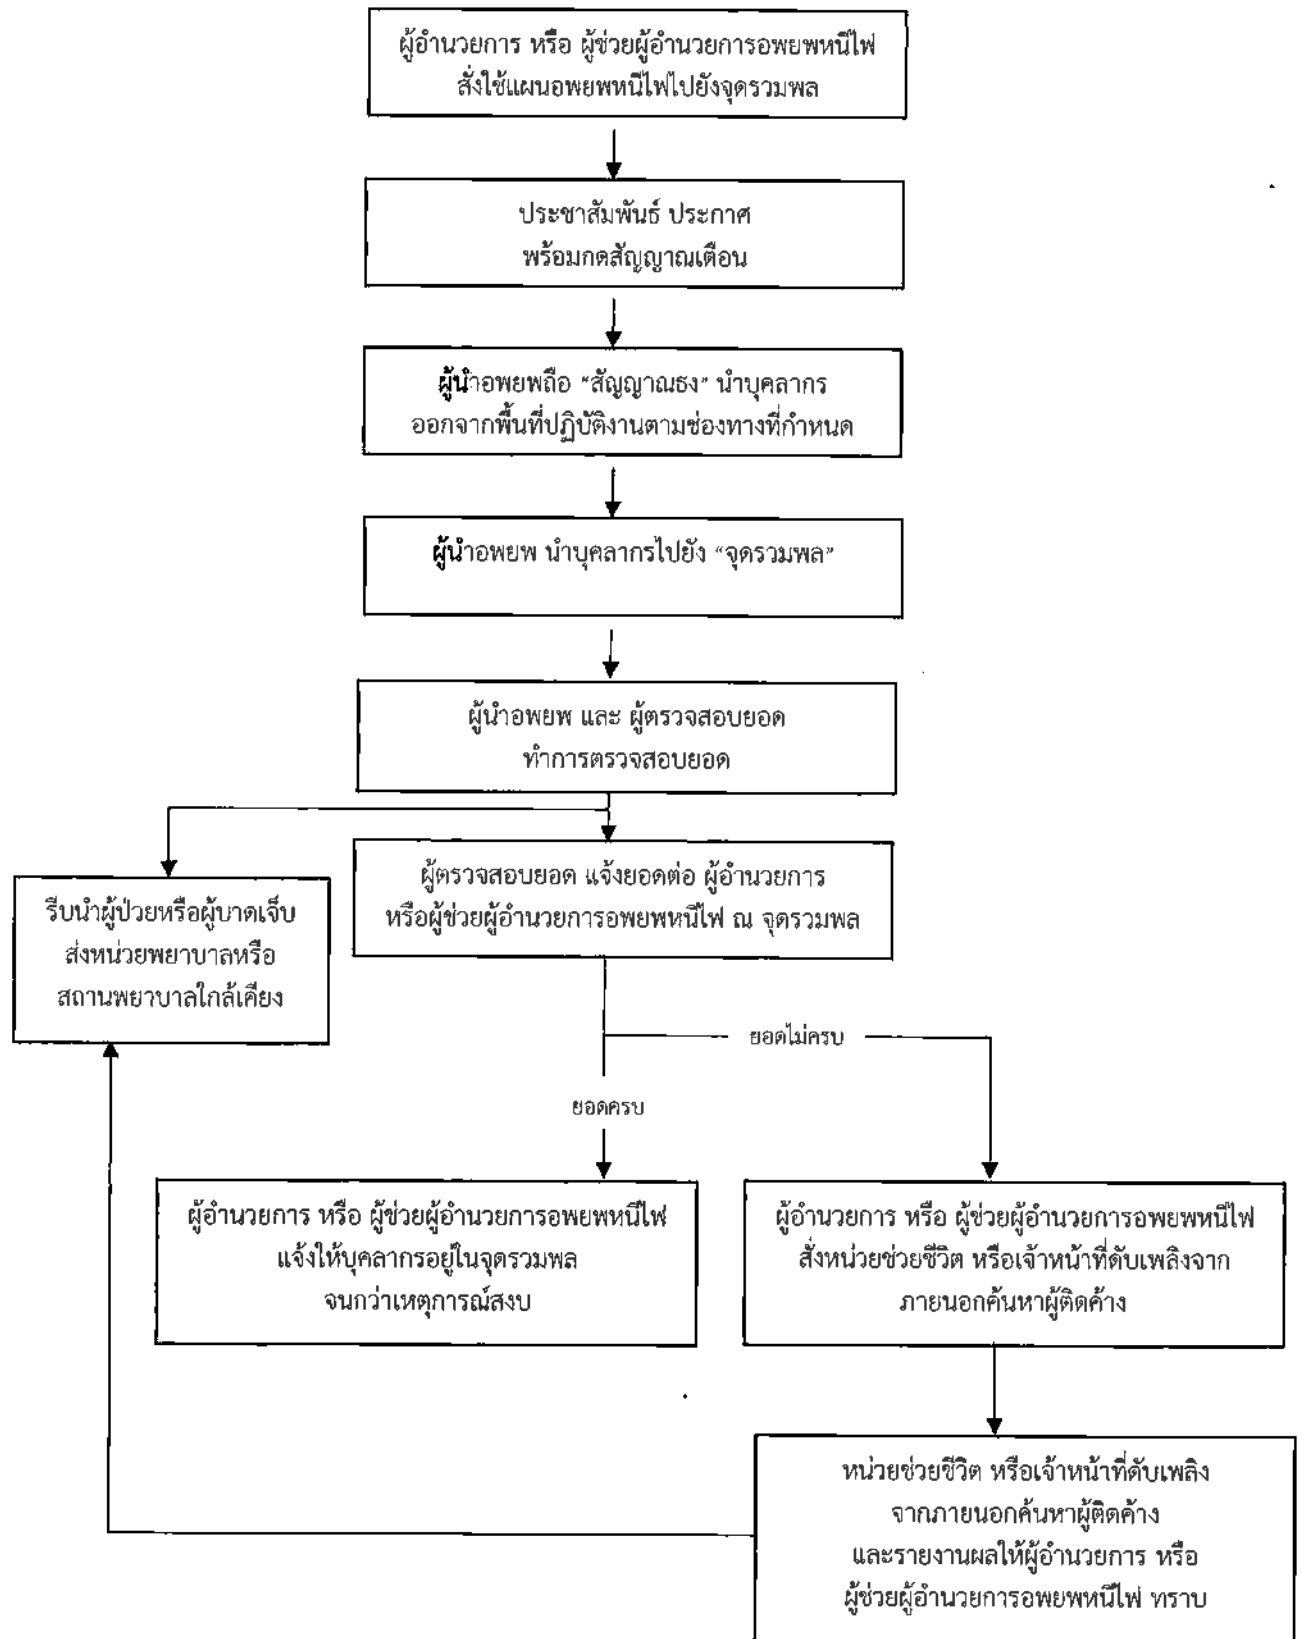 ผู้อำนวยการ หรือ ผู้ช่วยผู้อำนวยการอพยพหนีไฟ
สั่งใช้แผนอพยพหนีไฟไปยังจุดรวมพล
ประชาสัมพันธ์ ประกาศ
พร้อมกดสัญญาณเตือน
ผู้นำอพยพถือ “สัญญาณธง” นำบุคลากร
ออกจากพื้นที่ปฏิบัติงานตามช่องทางที่กำหนด
ผู้นำอพยพ นำบุคลากรไปยัง “จุดรวมพล”
ผู้นำอพยพ และ ผู้ตรวจสอบยอด
ทำการตรวจสอบยอด
ผู้ตรวจสอบยอด แจ้งยอดต่อ ผู้อำนวยการ
หรือผู้ช่วยผู้อำนวยการอพยพหนีไฟ ณ จุดรวมพล
รีบนำผู้ป่วยหรือผู้บาดเจ็บ
ส่งหน่วยพยาบาลหรือ
สถานพยาบาลใกล้เคียง
ยอดไม่ครบ
ยอดครบ
ผู้อำนวยการ หรือ ผู้ช่วยผู้อำนวยการอพยพหนีไฟ
แจ้งให้บุคลากรอยู่ในจุดรวมพล
จนกว่าเหตุการณ์สงบ
ผู้อำนวยการ หรือ ผู้ช่วยผู้อำนวยการอพยพหนีไฟ
สั่งหน่วยช่วยชีวิต หรือเจ้าหน้าที่ดับเพลิงจาก
ภายนอกค้นหาผู้ติดค้าง
หน่วยช่วยชีวิต หรือเจ้าหน้าที่ดับเพลิง
จากภายนอกค้นหาผู้ติดค้าง
และรายงานผลให้ผู้อำนวยการ หรือ
ผู้ช่วยผู้อำนวยการอพยพหนีไฟ ทราบ